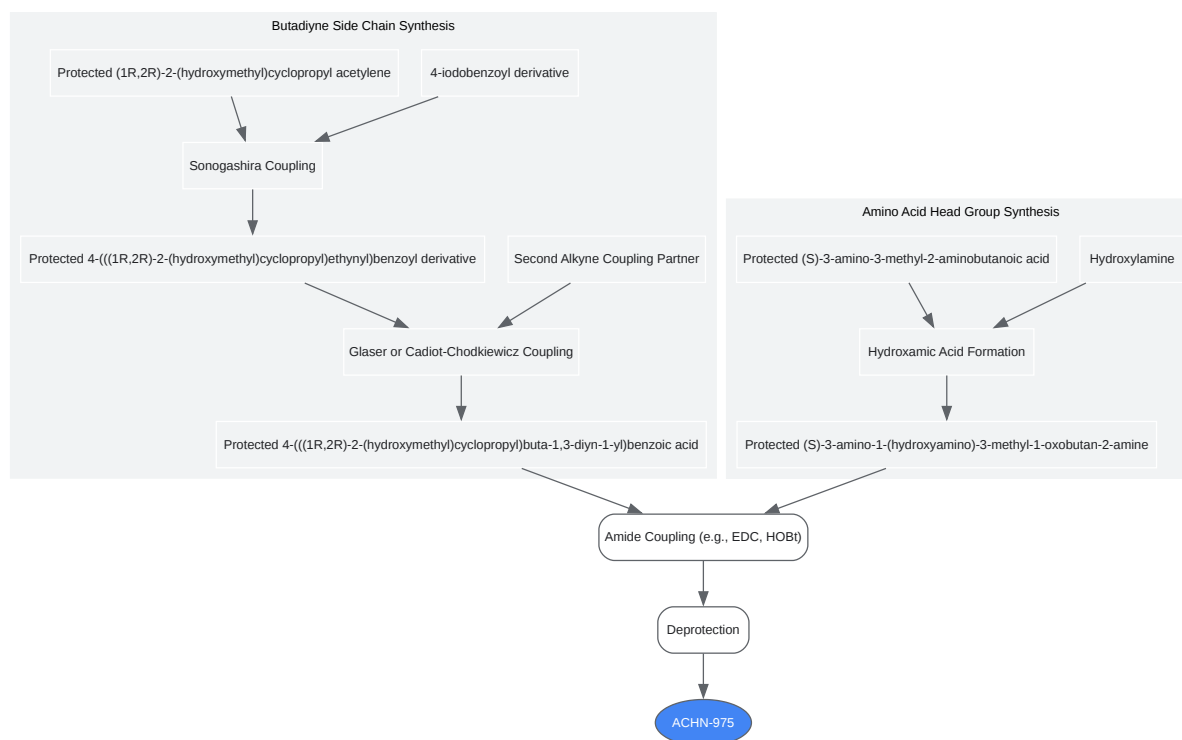 Butadiyne Side Chain Synthesis
Protected (1R,2R)-2-(hydroxymethyl)cyclopropyl acetylene
4-iodobenzoyl derivative
Sonogashira Coupling
Protected 4-(((1R,2R)-2-(hydroxymethyl)cyclopropyl)ethynyl)benzoyl derivative
Second Alkyne Coupling Partner
Glaser or Cadiot-Chodkiewicz Coupling
Protected 4-(((1R,2R)-2-(hydroxymethyl)cyclopropyl)buta-1,3-diyn-1-yl)benzoic acid
Amino Acid Head Group Synthesis
Protected (S)-3-amino-3-methyl-2-aminobutanoic acid
Hydroxylamine
Hydroxamic Acid Formation
Protected (S)-3-amino-1-(hydroxyamino)-3-methyl-1-oxobutan-2-amine
Amide Coupling (e.g., EDC, HOBt)
Deprotection
ACHN-975